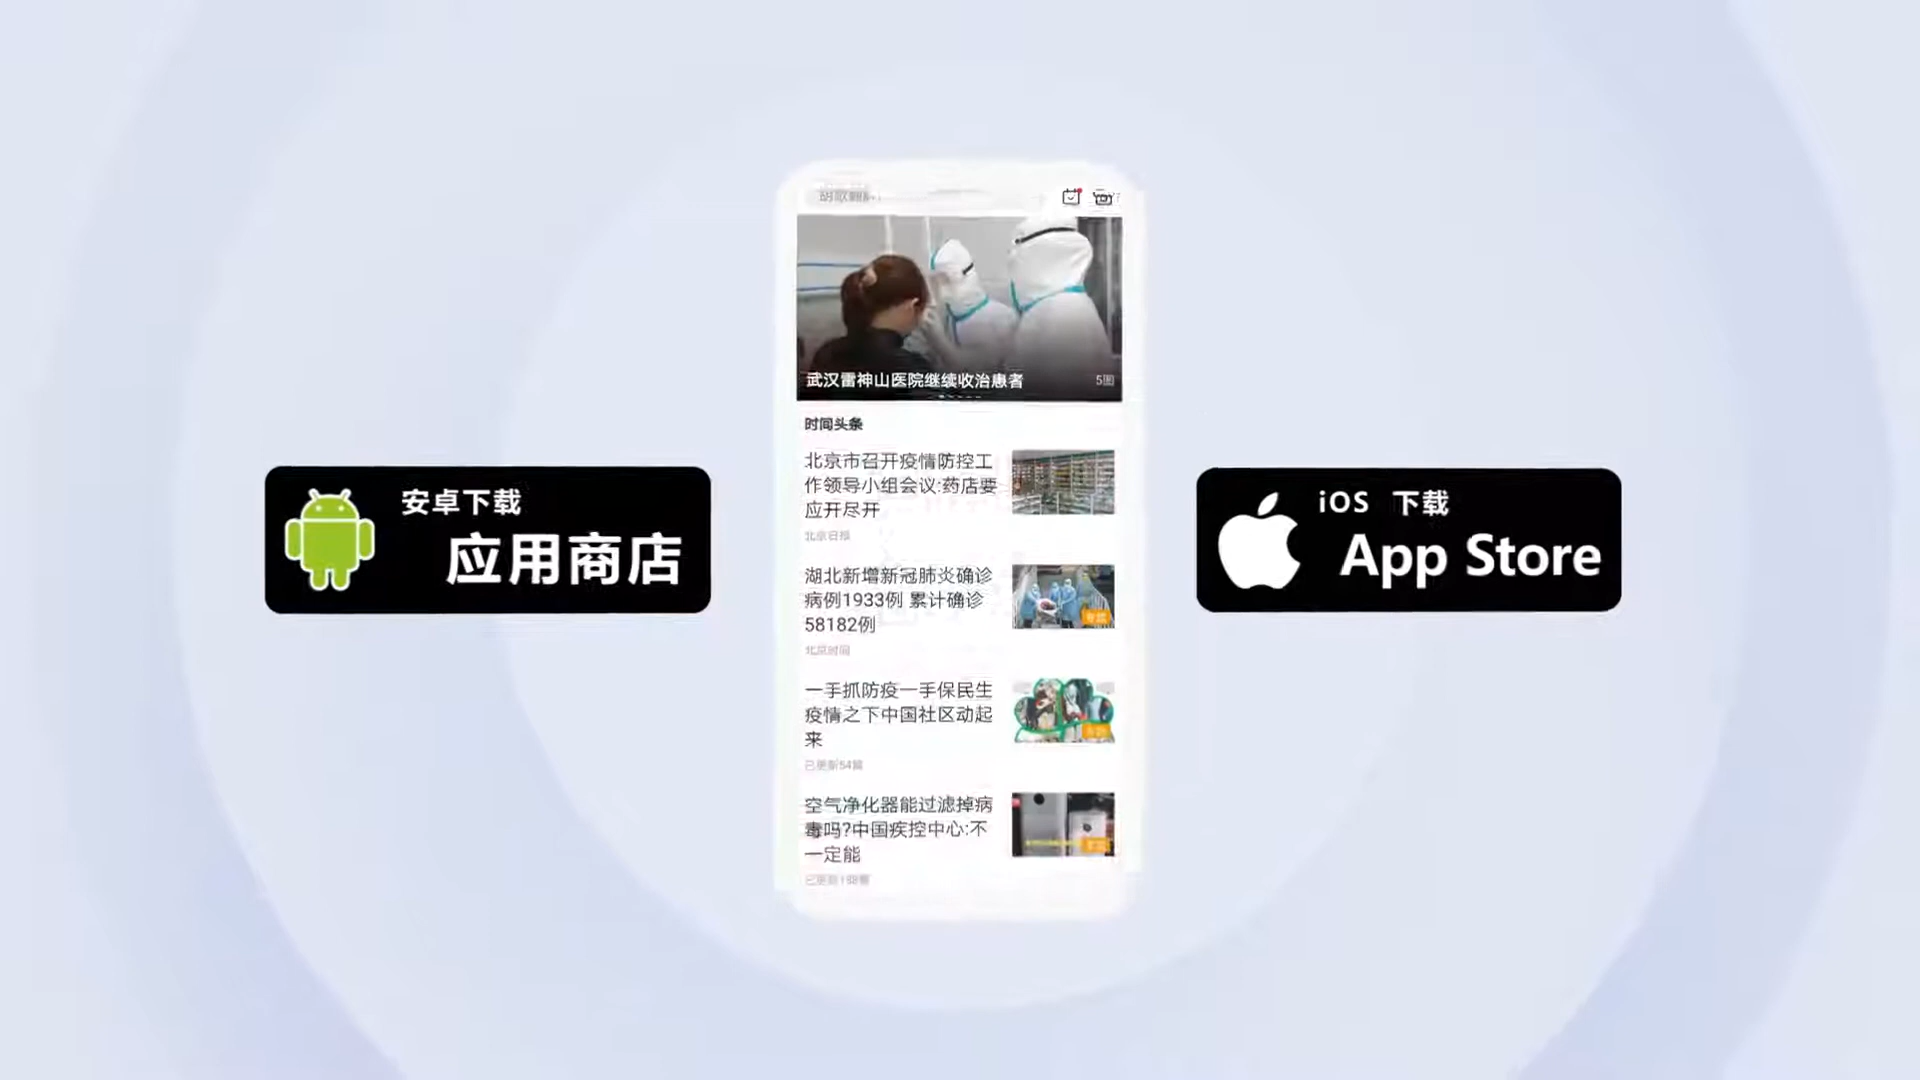 安卓下载
应用商店
武汉雷神山医院继续收治患者
5图
时间头条
北京市召开疫情防控工
作领导小组会议:药店要
应开尽开
北京日报
湖北新增新冠肺炎确诊
病例1933例 累计确诊
58182例
北京时间
一手抓防疫一手保民生
疫情之下中国社区动起
来
已更新54篇
空气净化器能过滤掉病
毒吗?中国疾控中心:不
一定能
iOS 下载
App Store